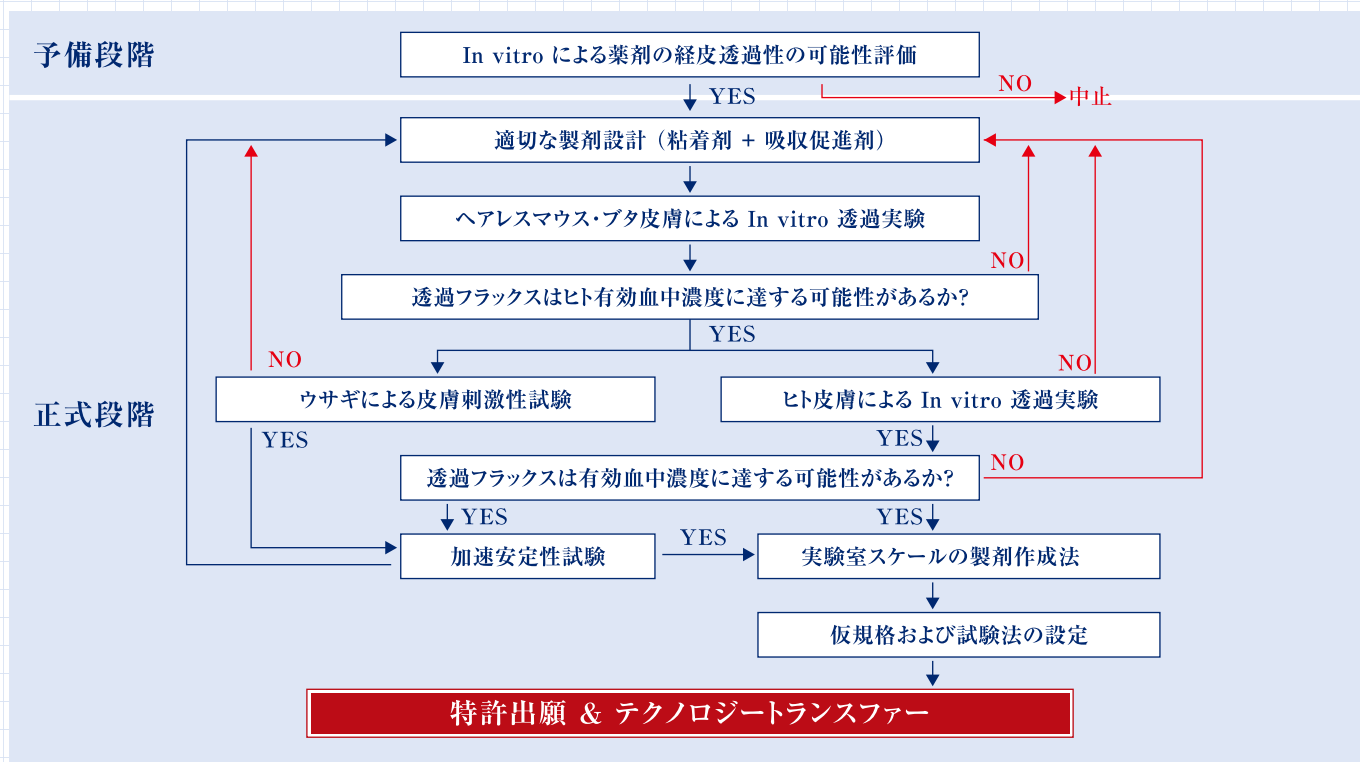 予備段階
In vitro による薬剤の経皮透過性の可能性評価
YES
NO
中止
適切な製剤設計（粘着剤 + 吸収促進剤）
ヘアレスマウス・ブタ皮膚による In vitro 透過実験
NO
透過フラックスはヒト有効血中濃度に達する可能性があるか?
YES
NO
NO
正式段階
ウサギによる皮膚刺激性試験
ヒト皮膚による In vitro 透過実験
YES
YES
透過フラックスは有効血中濃度に達する可能性があるか?
NO
YES
YES
加速安定性試験
YES
実験室スケールの製剤作成法
仮規格および試験法の設定
特許出願 & テクノロジートランスファー